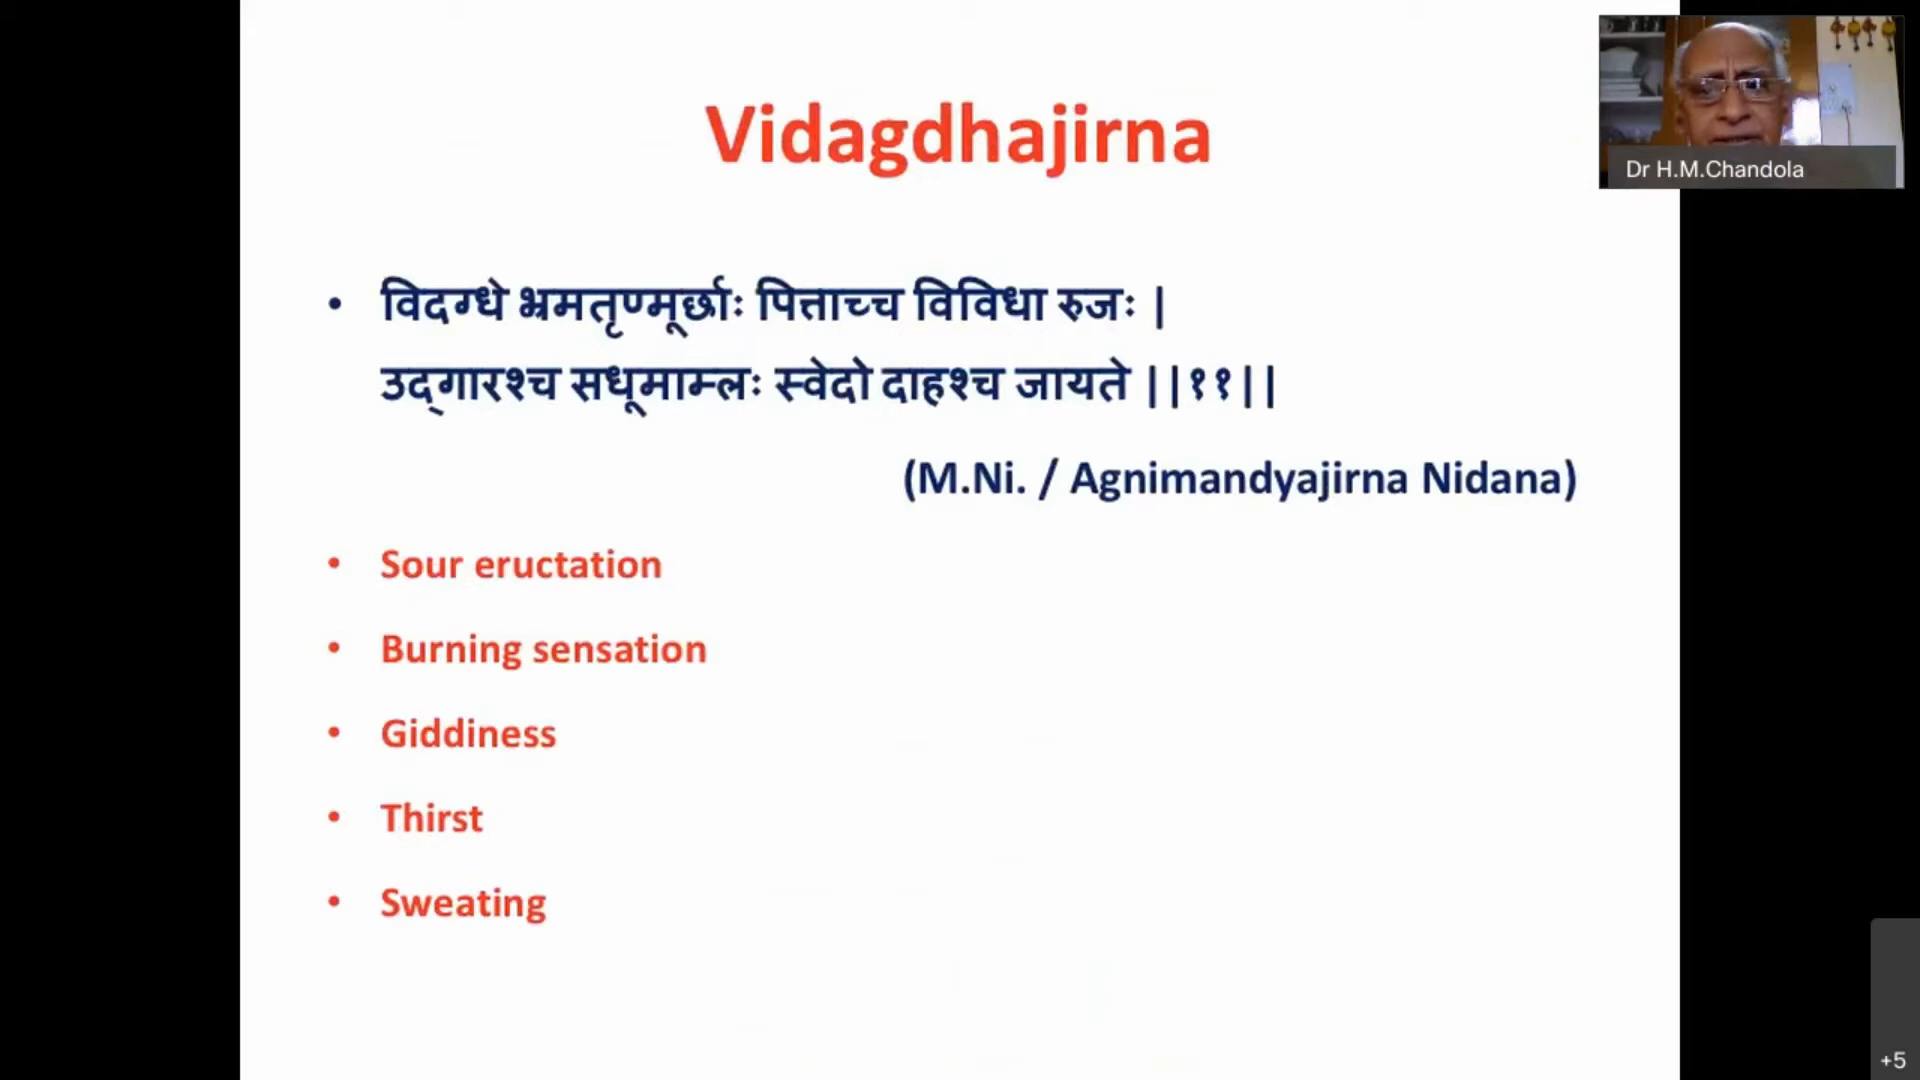 Vidagdhajirna
Dr H.M.Chandola
• विदग्धे भ्रमतृण्मूर्छाः पित्ताच्च विविधा रुजः |
उद्गारश्च सधूमाम्लः स्वेदो दाहश्च जायते ||११||
(M.Ni. / Agnimandyajirna Nidana)
• Sour eructation
• Burning sensation
• Giddiness
• Thirst
• Sweating
+5